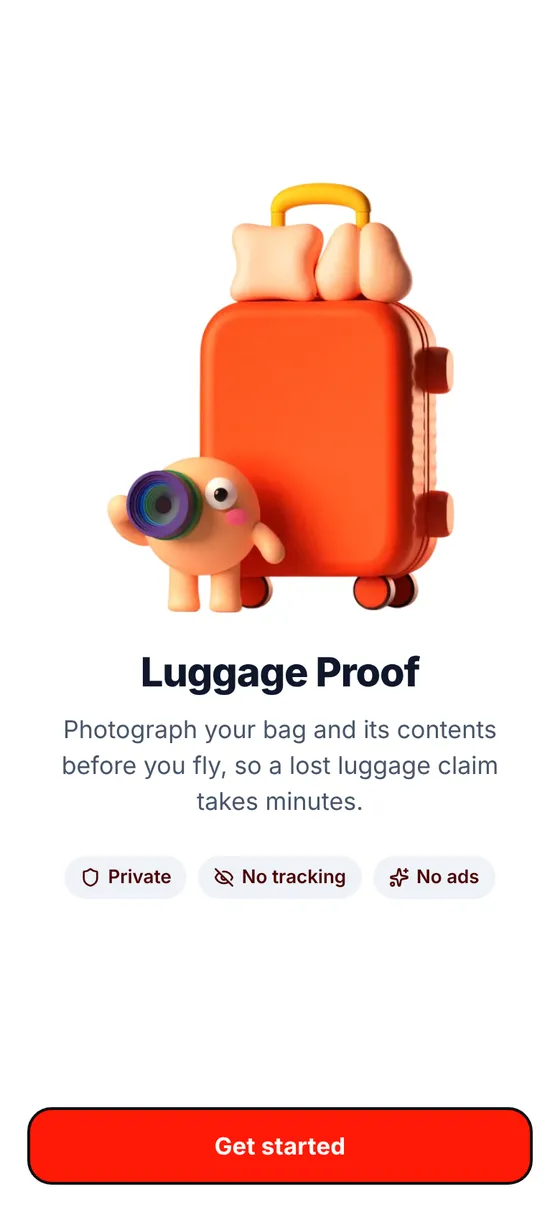 Luggage Proof
Photograph your bag and its contents
before you fly, so a lost luggage claim
takes minutes.
Private
No tracking
No ads
Get started